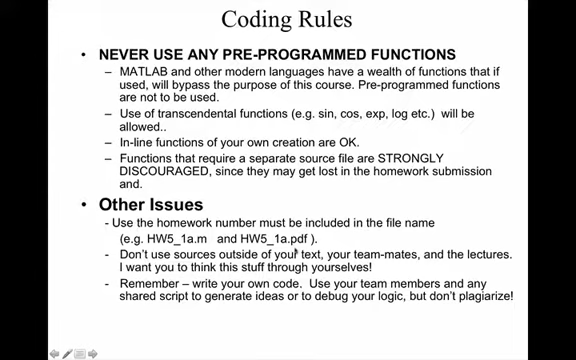 Coding Rules
• NEVER USE ANY PRE-PROGRAMMED FUNCTIONS
– MATLAB and other modern languages have a wealth of functions that if
used, will bypass the purpose of this course. Pre-programmed functions
are not to be used.
– Use of transcendental functions (e.g. sin, cos, exp, log etc.) will be
allowed..
– In-line functions of your own creation are OK.
– Functions that require a separate source file are STRONGLY
DISCOURAGED, since they may get lost in the homework submission
and.
• Other Issues
- Use the homework number must be included in the file name
(e.g. HW5_1a.m and HW5_1a.pdf ).
– Don't use sources outside of your text, your team-mates, and the lectures.
I want you to think this stuff through yourselves!
– Remember – write your own code. Use your team members and any
shared script to generate ideas or to debug your logic, but don't plagiarize!